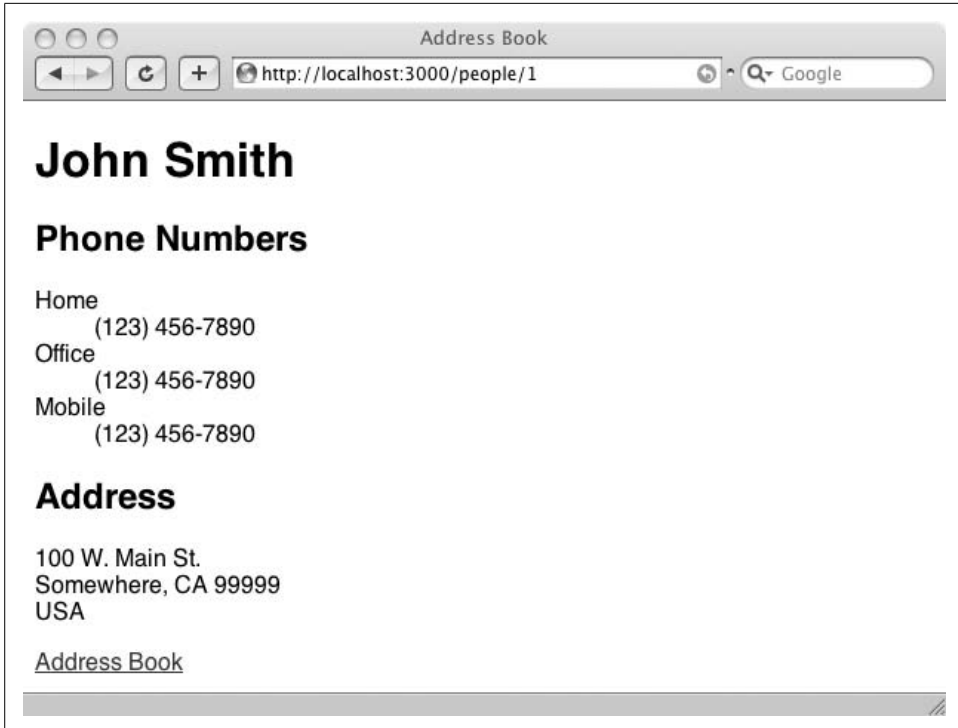 Address Book
http://localhost:3000/people/1
Google
John Smith
Phone Numbers
Home
(123) 456-7890
Office
(123) 456-7890
Mobile
(123) 456-7890
Address
100 W. Main St.
Somewhere, CA 99999
USA
Address Book